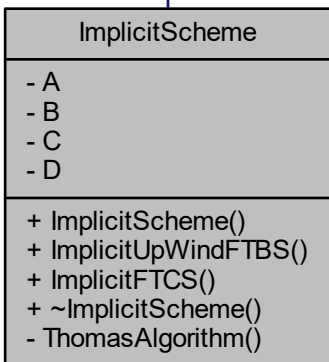 ImplicitScheme
- A
- B
- C
- D
+ ImplicitScheme()
+ ImplicitUpWindFTBS()
+ ImplicitFTCS()
+ ~ImplicitScheme()
- ThomasAlgorithm()